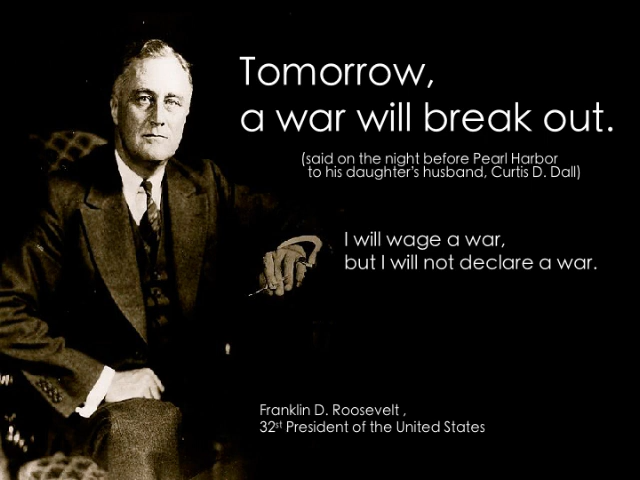 Tomorrow,
a war will break out.
(said on the night before Pearl Harbor
to his daughter's husband, Curtis D. Dall)
I will wage a war,
but I will not declare a war.
Franklin D. Roosevelt ,
32st President of the United States